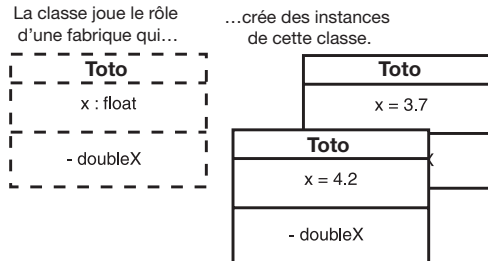 La classe joue le rôle
d'une fabrique qui…
…crée des instances
de cette classe.
Toto
x : float
- doubleX
Toto
x = 3.7
Toto
x = 4.2
- doubleX